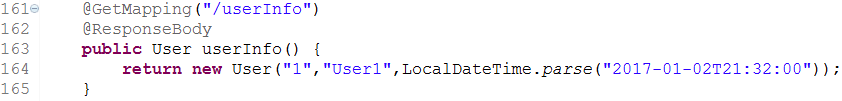 161 @GetMapping("/userInfo")
162 @ResponseBody
163 public User userInfo() {
164 return new User("1","User1",LocalDateTime.parse("2017-01-02T21:32:00"));
165 }